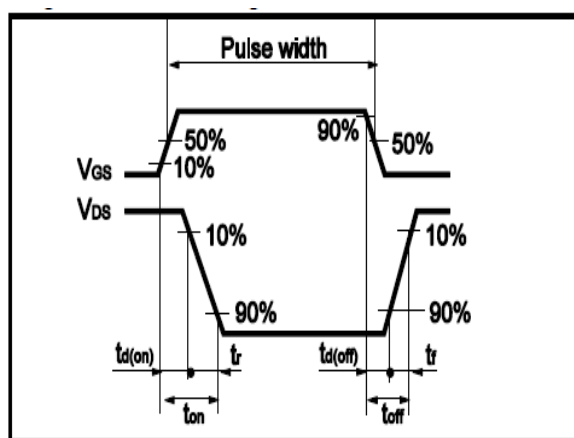 Pulse width
90%
50%
50%
10%
VGS
VDS
10%
10%
90%
90%
td(on)
tr
td(off)
tf
ton
toff